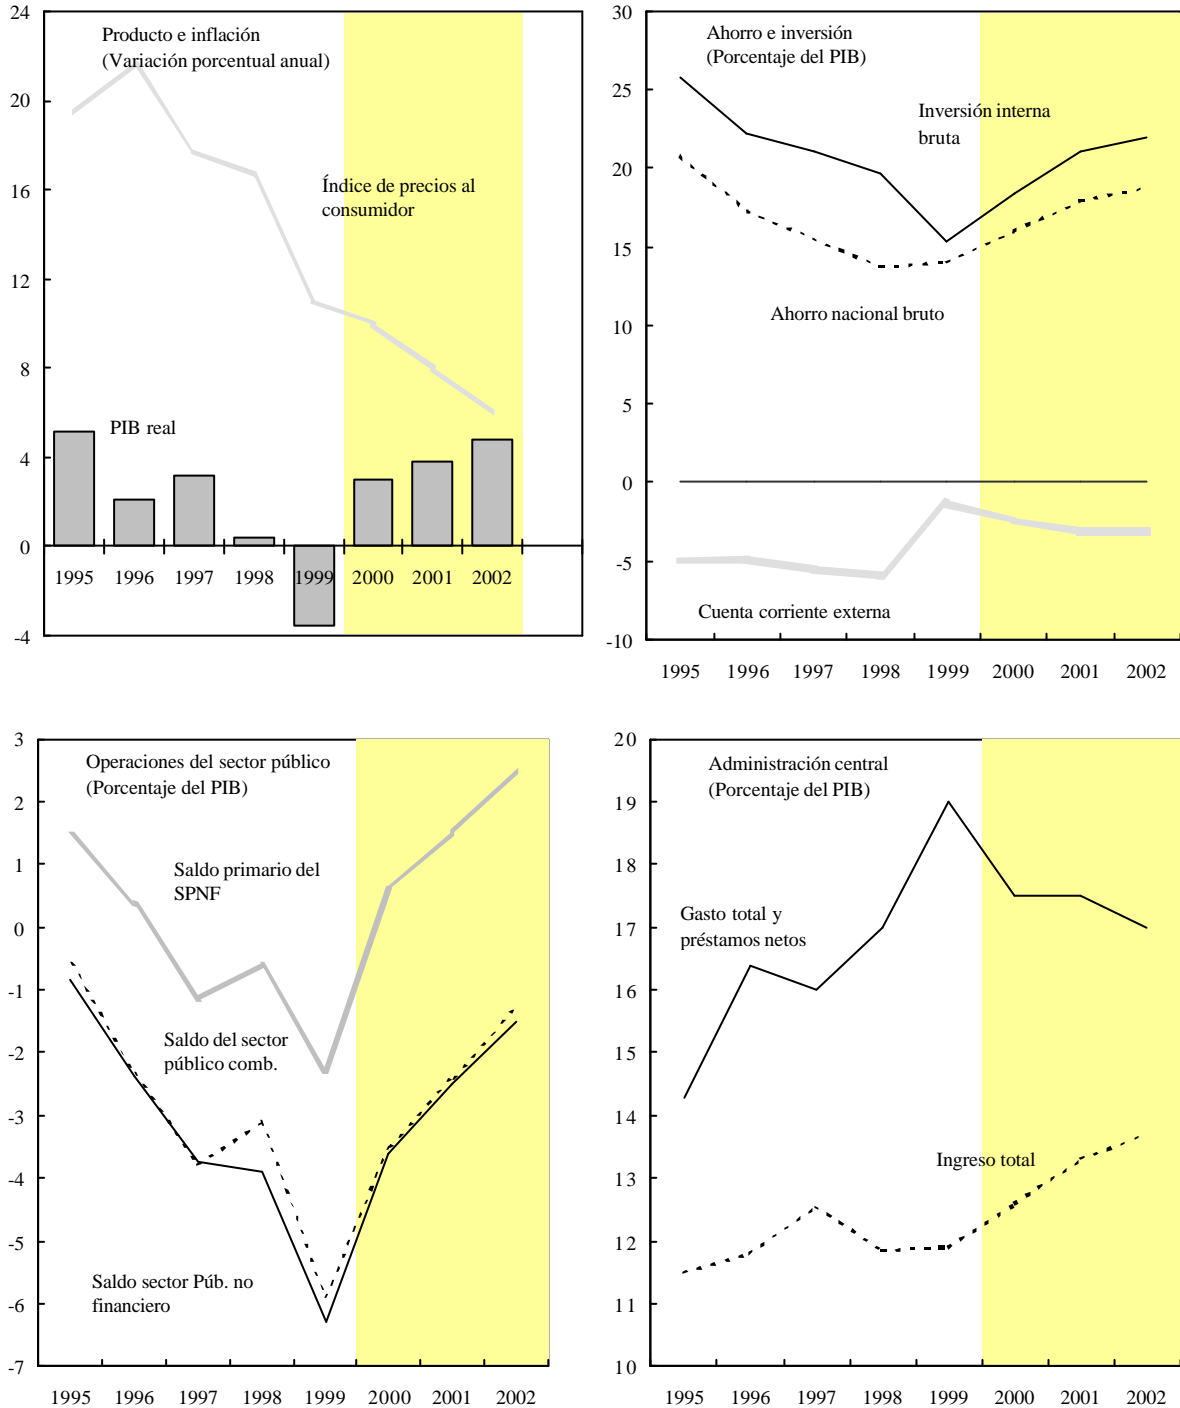 Producto e inflación
(Variación porcentual anual)
24
20
16
12
8
4
0
-4
Índice de precios al
consumidor
PIB real
1995 1996 1997 1998 1999 2000 2001 2002
Ahorro e inversión
(Porcentaje del PIB)
30
25
20
15
10
5
0
-5
-10
Inversión interna
bruta
Ahorro nacional bruto
Cuenta corriente externa
1995 1996 1997 1998 1999 2000 2001 2002
Operaciones del sector público
(Porcentaje del PIB)
3
2
1
0
-1
-2
-3
-4
-5
-6
-7
Saldo primario del
SPNF
Saldo del sector
público comb.
Saldo sector Púb. no
financiero
1995 1996 1997 1998 1999 2000 2001 2002
Administración central
(Porcentaje del PIB)
20
19
18
17
16
15
14
13
12
11
10
Gasto total y
préstamos netos
Ingreso total
1995 1996 1997 1998 1999 2000 2001 2002